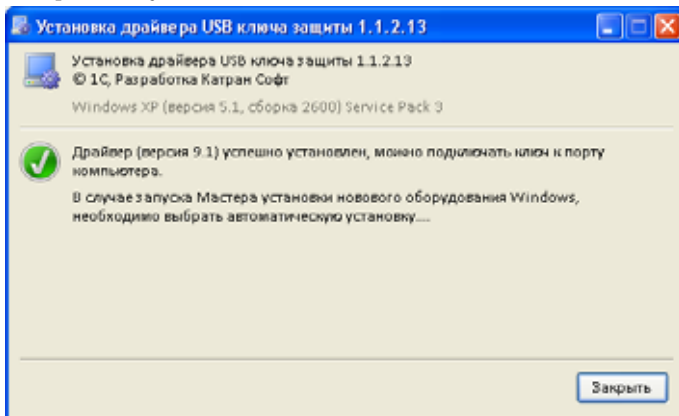 Установка драйвера USB ключа защиты 1.1.2.13
Установка драйвера USB ключа защиты 1.1.2.13
© 1С, Разработка Катран Софт
Windows XP (версия 5.1, сборка 2600) Service Pack 3
Драйвер (версия 9.1) успешно установлен, можно подключать ключ к порту
компьютера.
В случае запуска Мастера установки новового оборудования Windows,
необходимо выбрать автоматическую установку....
Закрыть